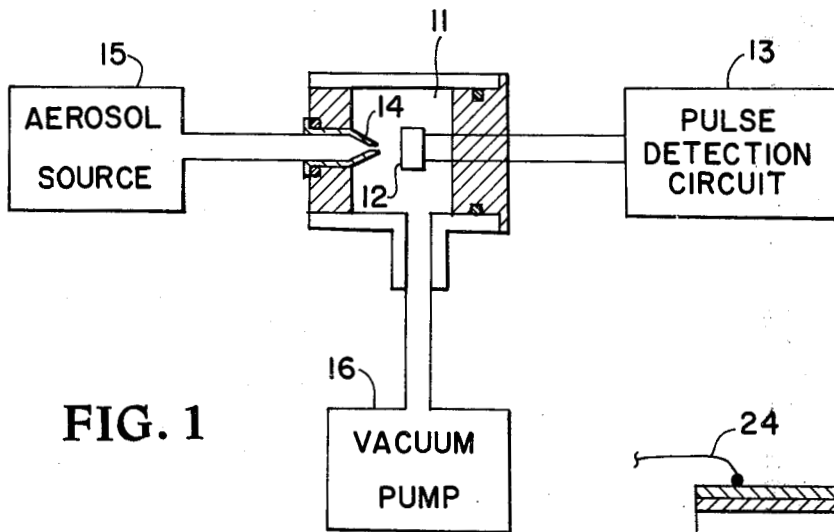 15
11
13
AEROSOL
SOURCE
14
12
PULSE
DETECTION
CIRCUIT
16
FIG. 1
VACUUM
PUMP
24